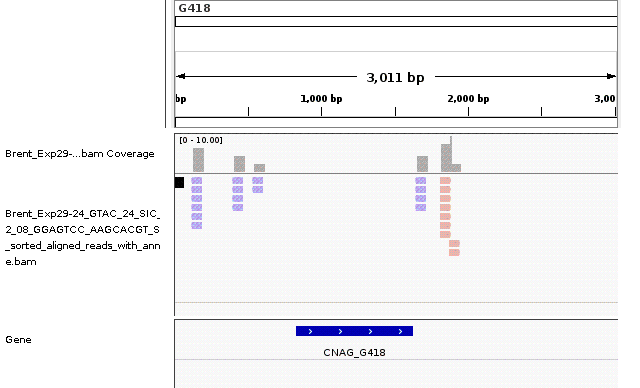 G418
3,011 bp
bp 1,000 bp 2,000 bp 3,00
[0 - 10.00]
Brent_Exp29-...bam Coverage
Brent_Exp29-24_GTAC_24_SIC_
2_08_GGAGTCC_AAGCACGT_S
_sorted_aligned_reads_with_ann
e.bam
Gene
CNAG_G418